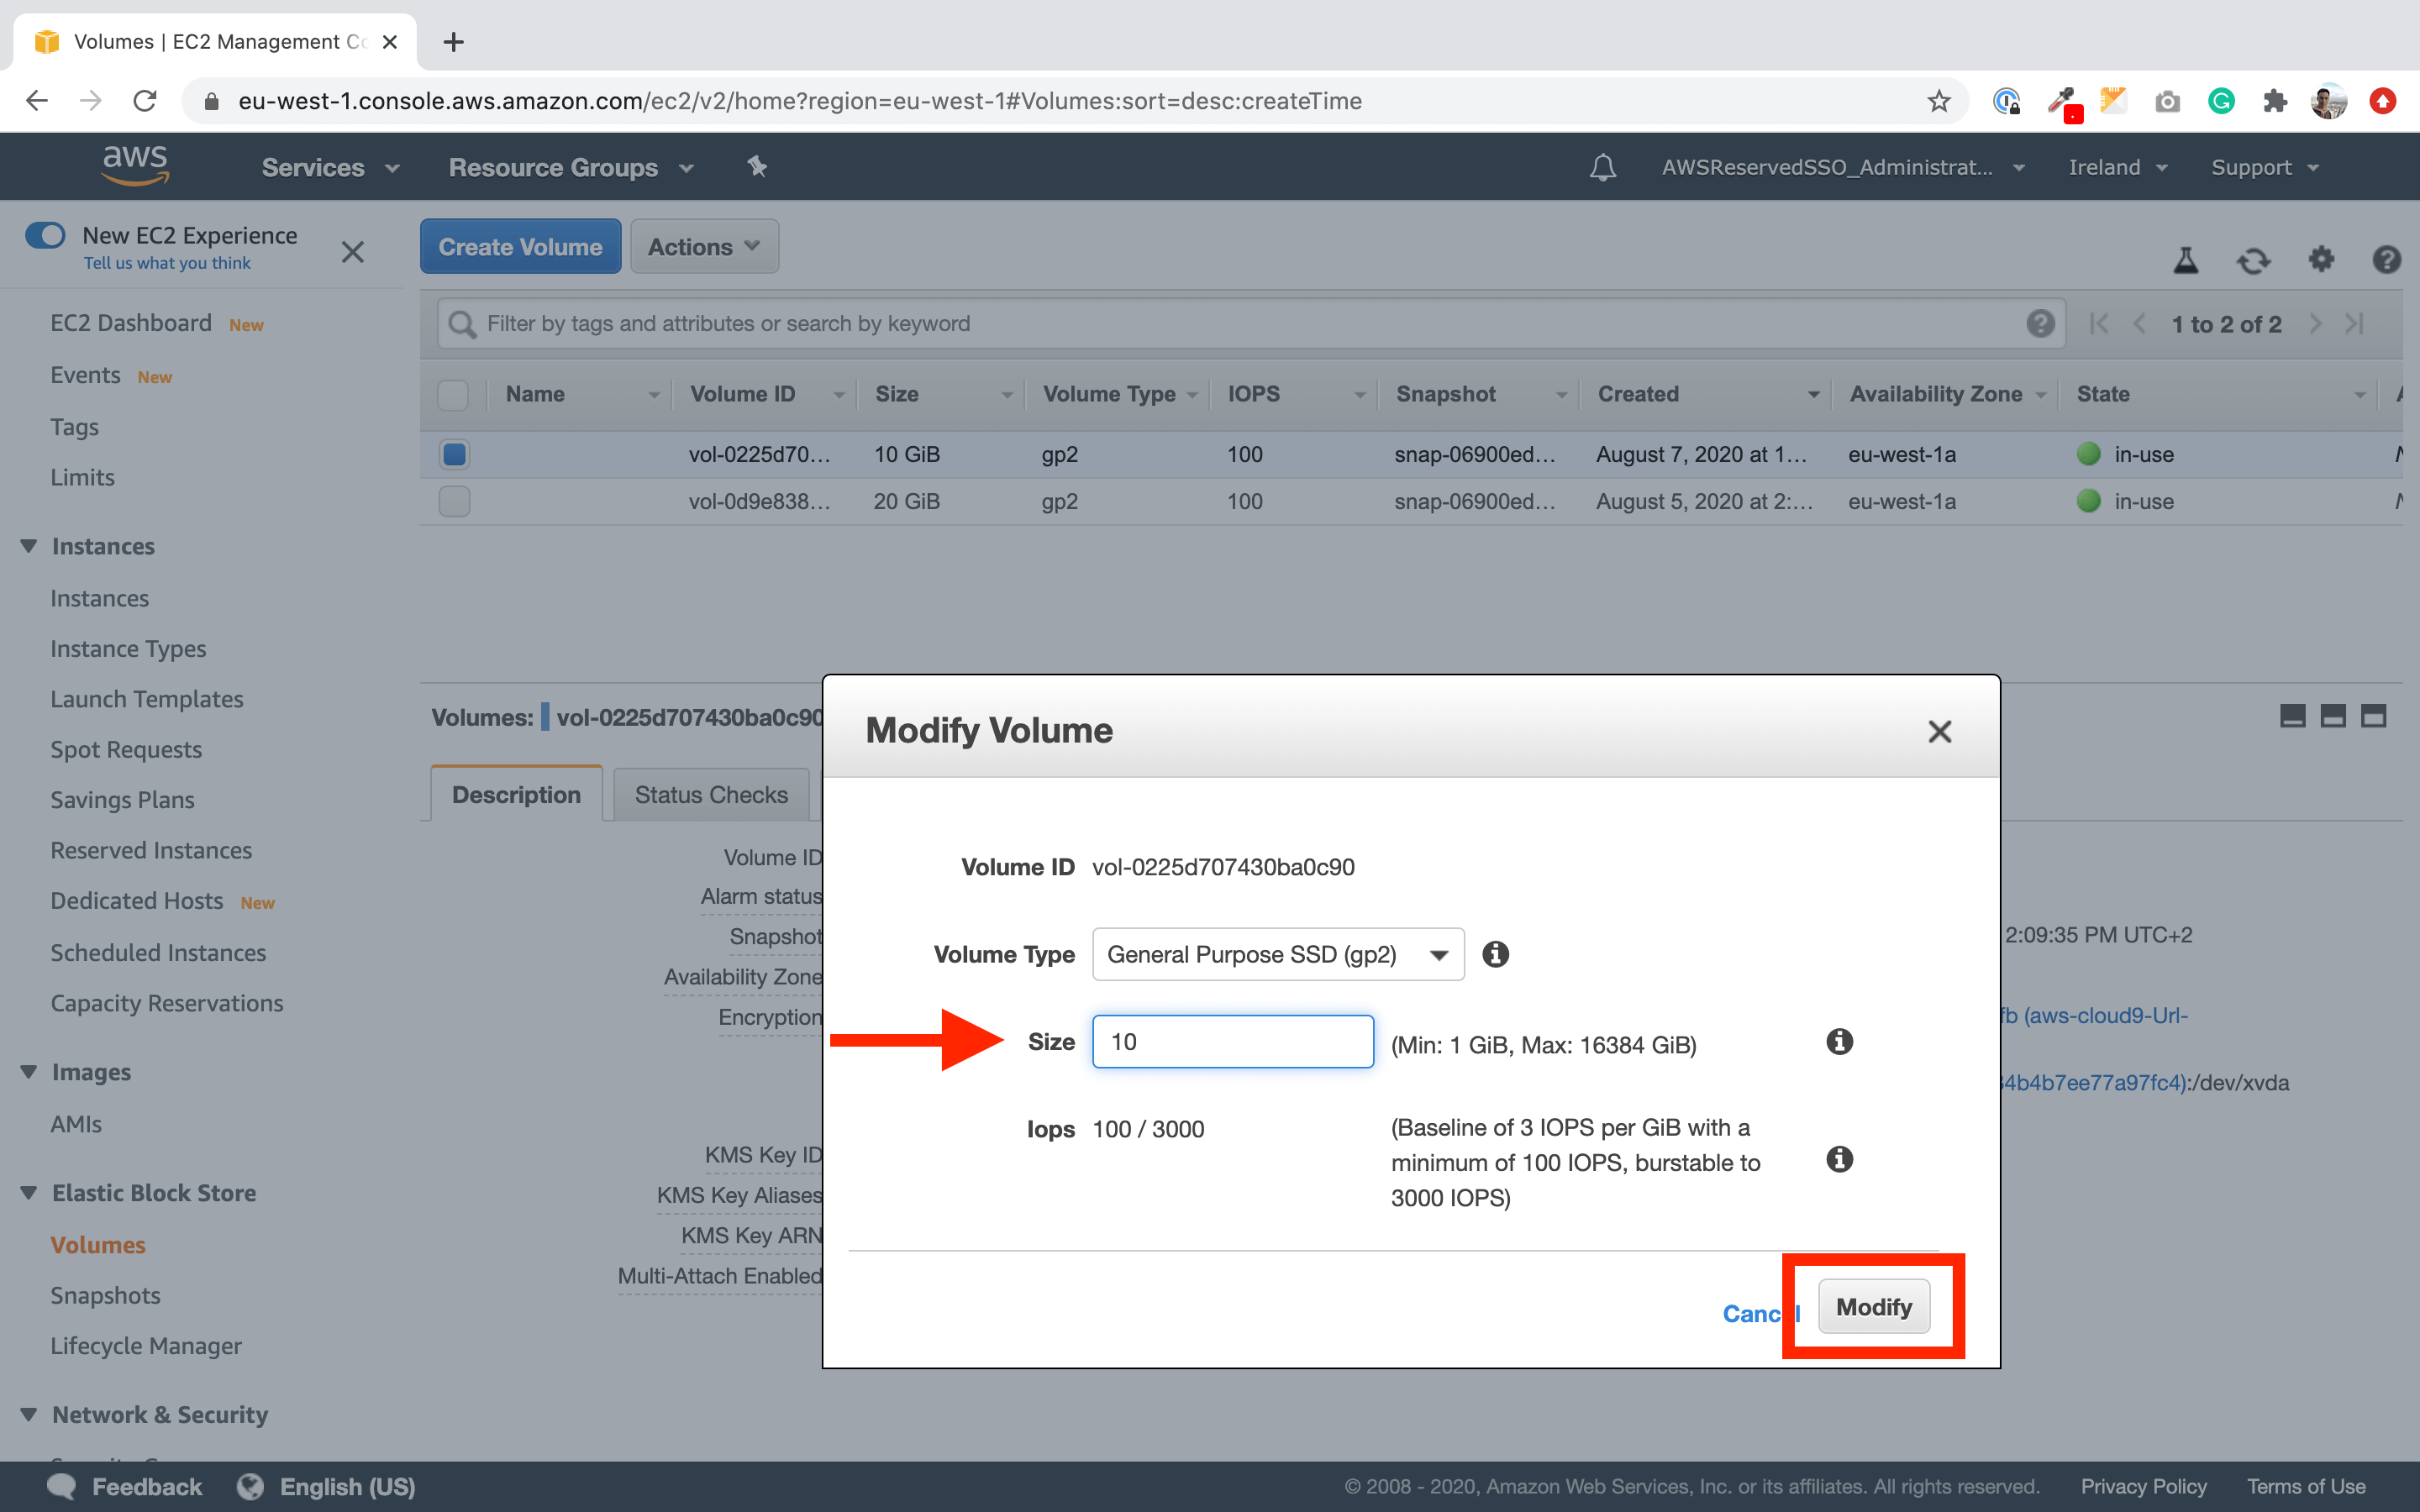 Volumes | EC2 Management Co
eu-west-1.console.aws.amazon.com/ec2/v2/home?region=eu-west-1#Volumes:sort=desc:createTime
aws
Services
Resource Groups
AWSReservedSSO_Administrat...
Ireland
Support
New EC2 Experience
Tell us what you think
EC2 Dashboard New
Events New
Tags
Limits
Instances
Instances
Instance Types
Launch Templates
Spot Requests
Savings Plans
Reserved Instances
Dedicated Hosts New
Scheduled Instances
Capacity Reservations
Images
AMIs
Elastic Block Store
Volumes
Snapshots
Lifecycle Manager
Network & Security
Create Volume
Actions
Filter by tags and attributes or search by keyword
1 to 2 of 2
Name Volume ID Size Volume Type IOPS Snapshot Created Availability Zone State
vol-0225d70... 10 GiB gp2 100 snap-06900ed... August 7, 2020 at 1... eu-west-1a in-use
vol-0d9e838... 20 GiB gp2 100 snap-06900ed... August 5, 2020 at 2:... eu-west-1a in-use
Volumes: vol-0225d707430ba0c90
Description
Status Checks
Volume ID
Alarm status
Snapshot
Availability Zone
Encryption
KMS Key ID
KMS Key Aliases
KMS Key ARN
Multi-Attach Enabled
2:09:35 PM UTC+2
fb (aws-cloud9-Url-
34b4b7ee77a97fc4):/dev/xvda
Modify Volume
Volume ID vol-0225d707430ba0c90
Volume Type General Purpose SSD (gp2)
Size 10 (Min: 1 GiB, Max: 16384 GiB)
Iops 100 / 3000 (Baseline of 3 IOPS per GiB with a
minimum of 100 IOPS, burstable to
3000 IOPS)
Cancel
Modify
Feedback
English (US)
© 2008 - 2020, Amazon Web Services, Inc. or its affiliates. All rights reserved.
Privacy Policy
Terms of Use